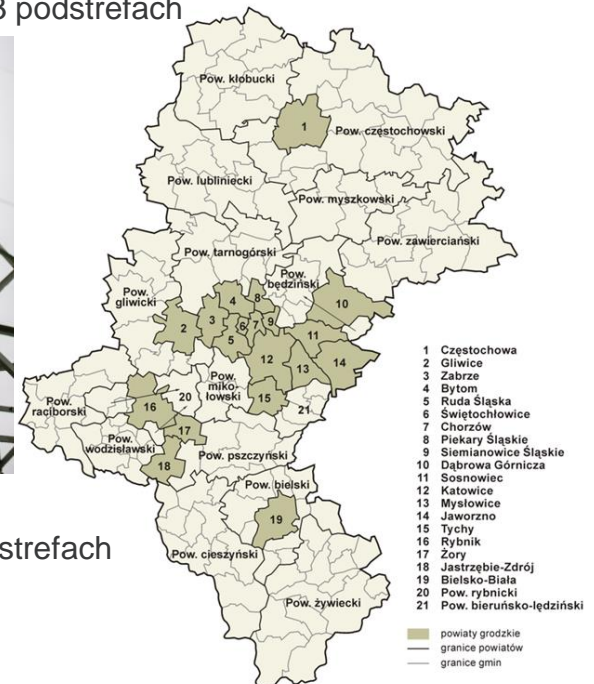 3 podstrefach
Pow. kłobucki
1
Pow. częstochowski
Pow. lubliniecki
Pow. myszkowski
Pow. zawierciański
Pow. tarnogórski
Pow.
będziński
Pow.
gliwicki
10
4
8
2
3
6
7
9
5
11
12
13
14
Pow.
miko-
łowski
15
21
20
Pow.
raciborski
16
17
Pow.
wodzisławski
18
Pow. pszczyński
Pow. bielski
19
strefach
Pow. cieszyński
Pow. żywiecki
1 Częstochowa
2 Gliwice
3 Zabrze
4 Bytom
5 Ruda Śląska
6 Świętochłowice
7 Chorzów
8 Piekary Śląskie
9 Siemianowice Śląskie
10 Dąbrowa Górnicza
11 Sosnowiec
12 Katowice
13 Mysłowice
14 Jaworzno
15 Tychy
16 Rybnik
17 Żory
18 Jastrzębie-Zdrój
19 Bielsko-Biała
20 Pow. rybnicki
21 Pow. bieruńsko-lędziński
powiaty grodzkie
granice powiatów
granice gmin